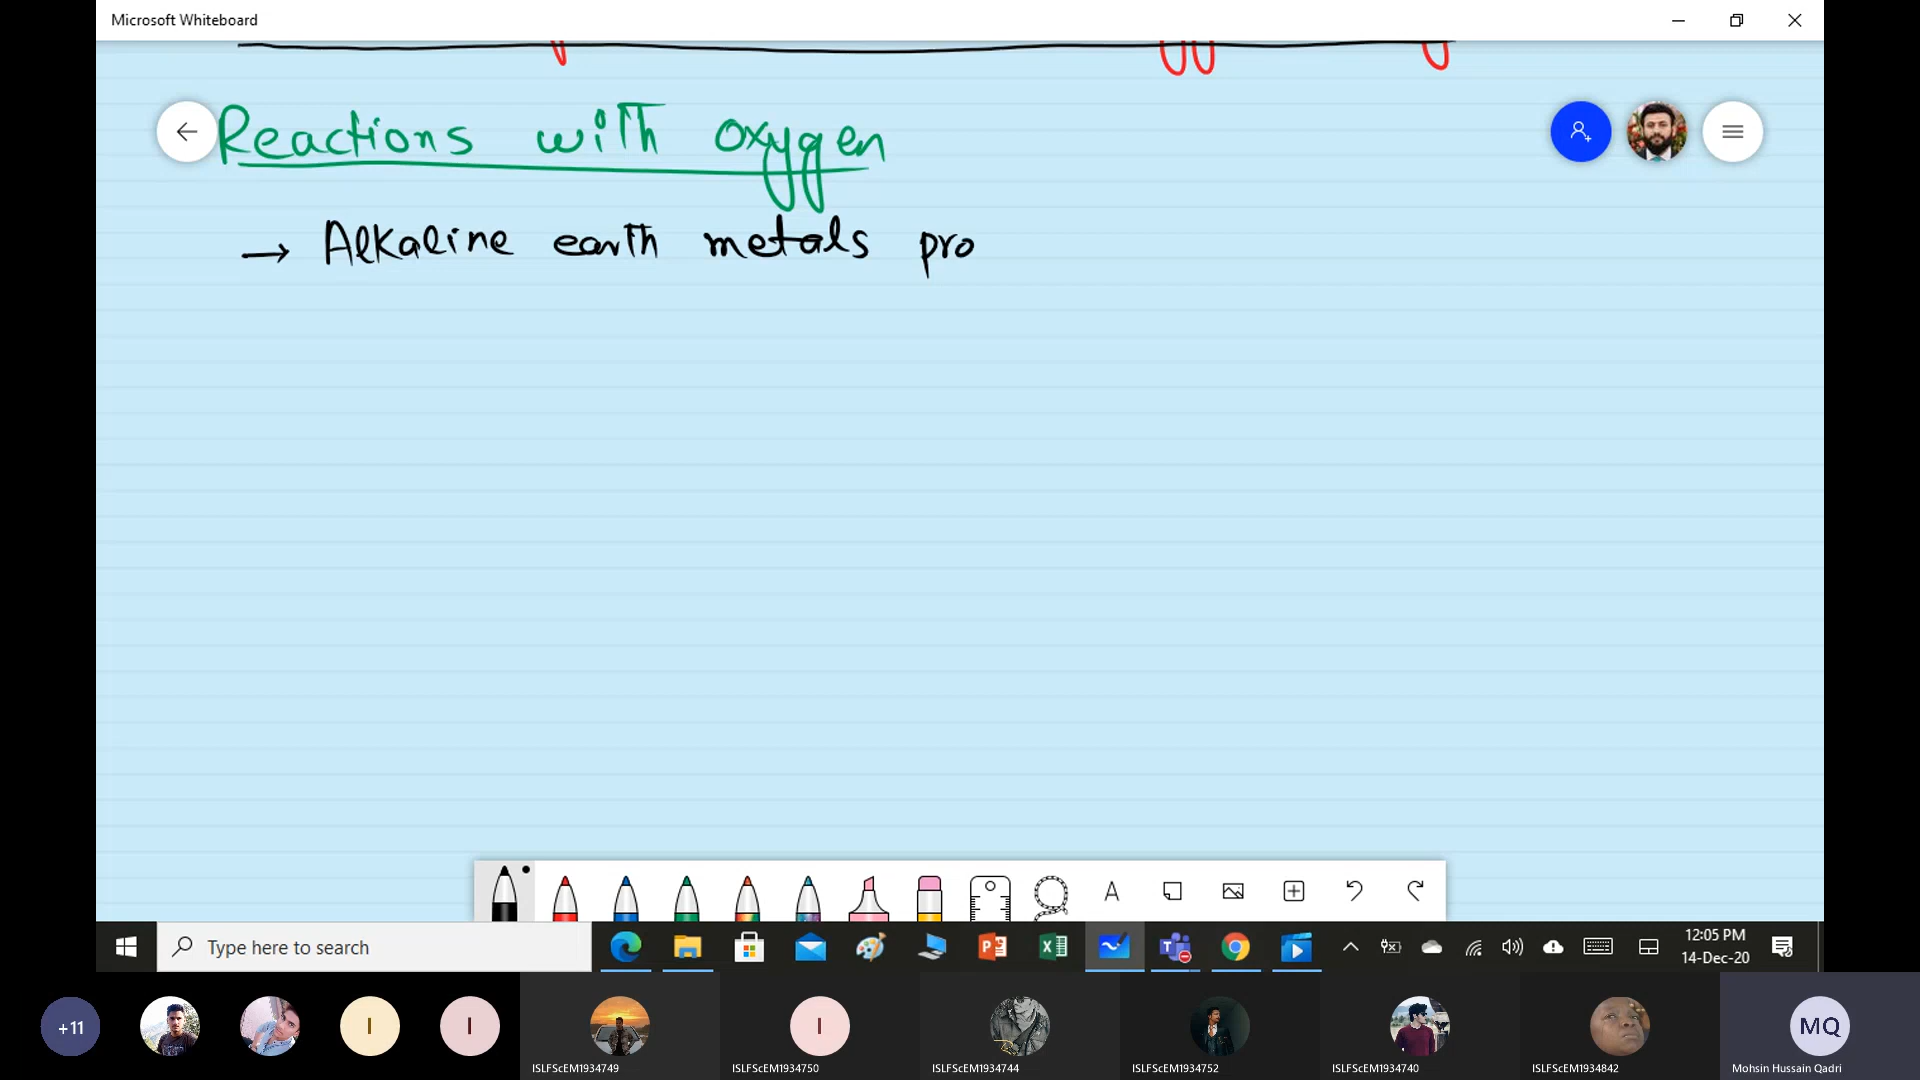 Microsoft Whiteboard
Reactions with oxygen
→ Alkaline earth metals pro
A
Type here to search
12:05 PM
14-Dec-20
+11
I
I
I
MQ
ISLFScEM1934749
ISLFScEM1934750
ISLFScEM1934744
ISLFScEM1934752
ISLFScEM1934740
ISLFScEM1934842
Mohsin Hussain Qadri